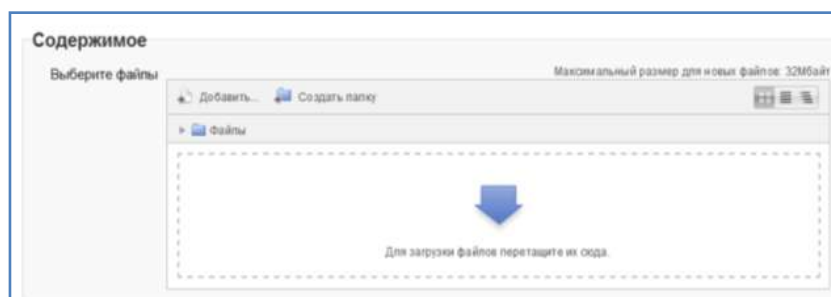 Содержимое
Выберите файлы
Максимальный размер для новых файлов: 32Мбайт
Добавить... Создать папку
Файлы
Для загрузки файлов перетащите их сюда.